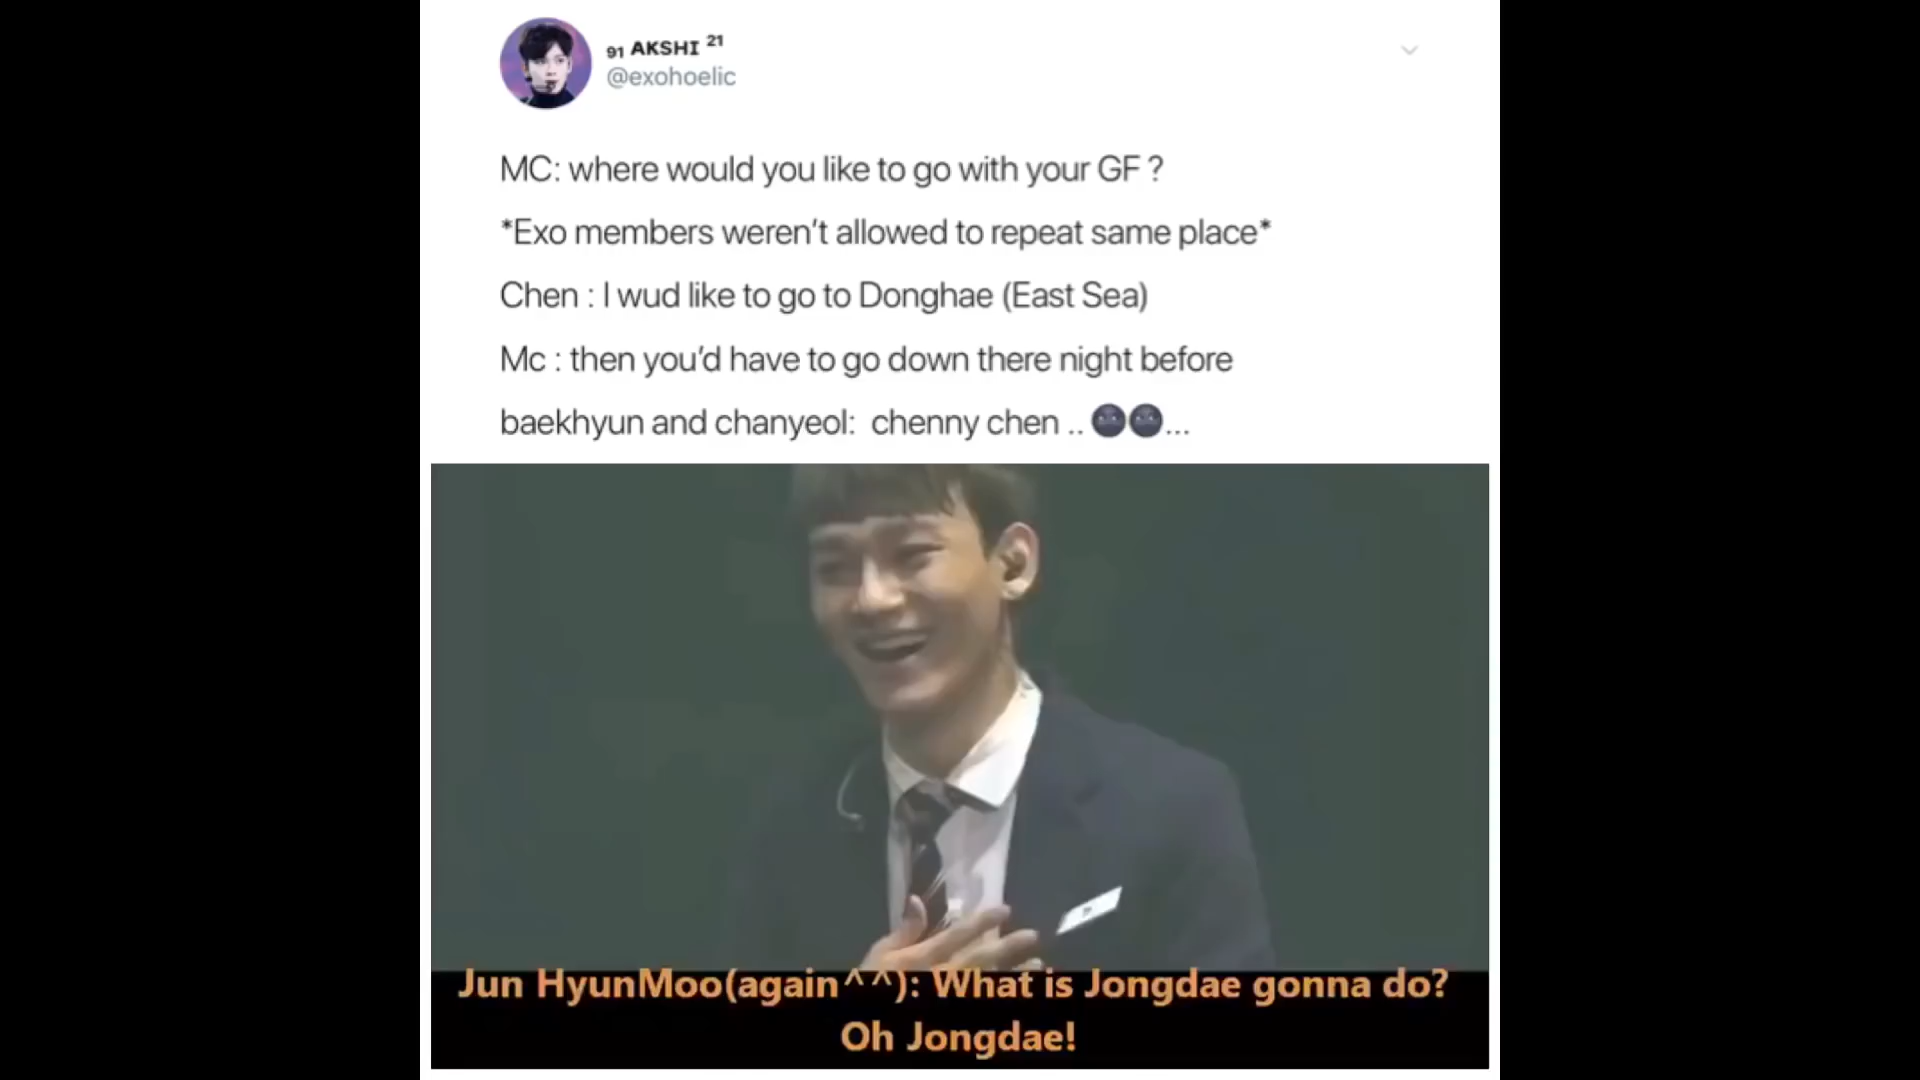 91 AKSHI 21
@exohoelic
MC: where would you like to go with your GF ?
*Exo members weren't allowed to repeat same place*
Chen : I wud like to go to Donghae (East Sea)
Mc : then you'd have to go down there night before
baekhyun and chanyeol: chenny chen .. 🌚🌚...
Jun HyunMoo(again^^): What is Jongdae gonna do?
Oh Jongdae!